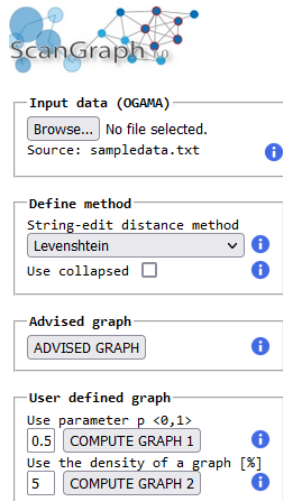 ScanGraph 1.0
Input data (OGAMA)
Browse... No file selected.
Source: sampledata.txt
Define method
String-edit distance method
Levenshtein
Use collapsed
Advised graph
ADVISED GRAPH
User defined graph
Use parameter p <0,1>
0.5 COMPUTE GRAPH 1
Use the density of a graph [%]
5 COMPUTE GRAPH 2